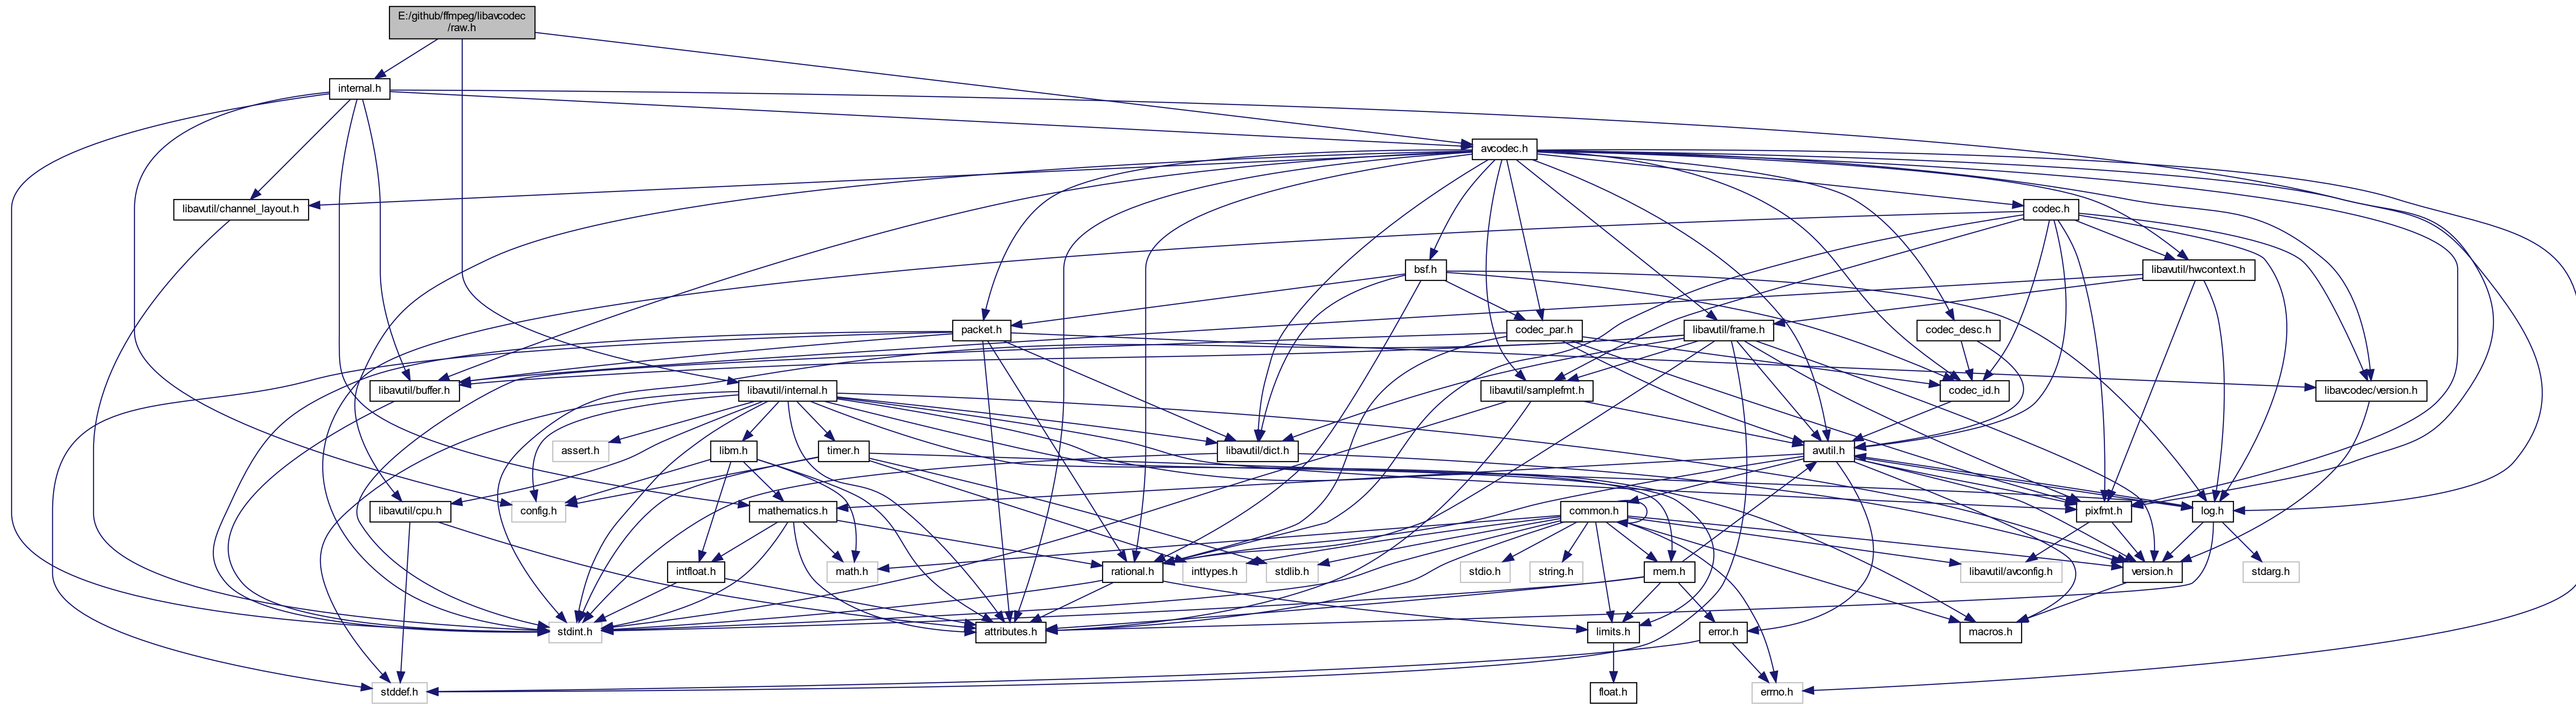 E:/github/ffmpeg/libavcodec
/raw.h
internal.h
avcodec.h
libavutil/channel_layout.h
codec.h
bsf.h
libavutil/hwcontext.h
packet.h
codec_par.h
libavutil/frame.h
codec_desc.h
libavutil/buffer.h
libavutil/internal.h
libavutil/samplefmt.h
codec_id.h
libavcodec/version.h
assert.h
libm.h
timer.h
libavutil/dict.h
avutil.h
libavutil/cpu.h
config.h
mathematics.h
common.h
pixfmt.h
log.h
intfloat.h
math.h
rational.h
inttypes.h
stdlib.h
stdio.h
string.h
mem.h
libavutil/avconfig.h
version.h
stdarg.h
stdint.h
attributes.h
limits.h
error.h
macros.h
stddef.h
float.h
errno.h